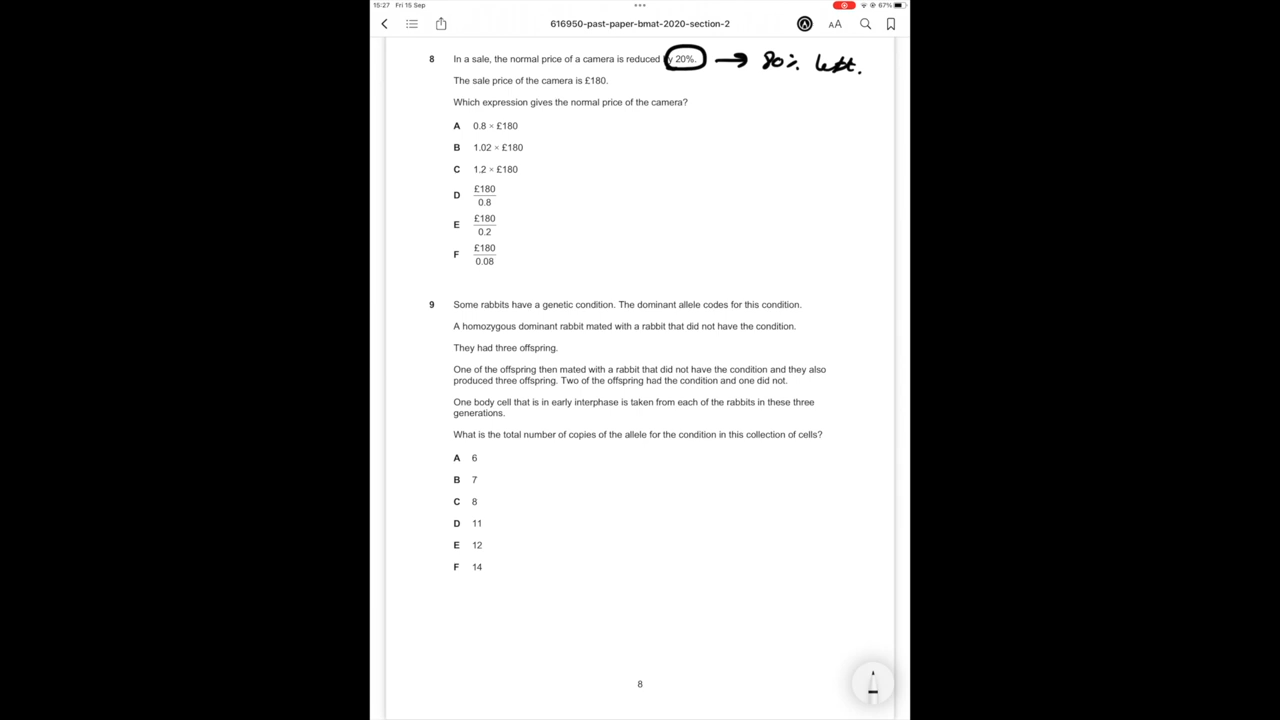 15:27 Fri 15 Sep
67%
616950-past-paper-bmat-2020-section-2
AA
8 In a sale, the normal price of a camera is reduced by 20%. → 80% left.
The sale price of the camera is £180.
Which expression gives the normal price of the camera?
A 0.8 × £180
B 1.02 × £180
C 1.2 × £180
D £180
0.8
E £180
0.2
F £180
0.08
9 Some rabbits have a genetic condition. The dominant allele codes for this condition.
A homozygous dominant rabbit mated with a rabbit that did not have the condition.
They had three offspring.
One of the offspring then mated with a rabbit that did not have the condition and they also
produced three offspring. Two of the offspring had the condition and one did not.
One body cell that is in early interphase is taken from each of the rabbits in these three
generations.
What is the total number of copies of the allele for the condition in this collection of cells?
A 6
B 7
C 8
D 11
E 12
F 14
8